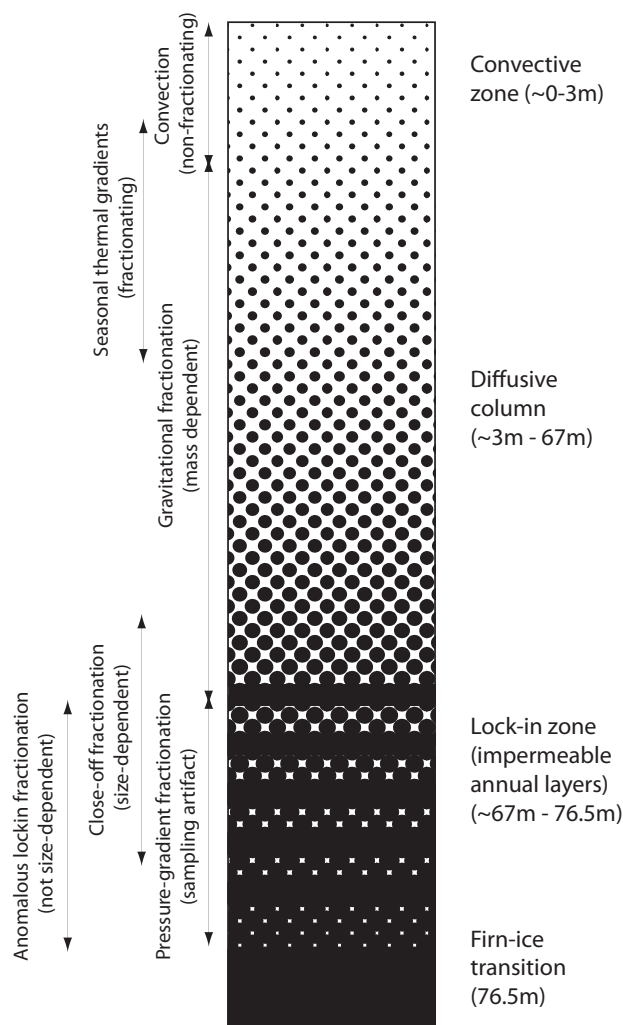 Convection
(non-fractionating)
Seasonal thermal gradients
(fractionating)
Gravitational fractionation
(mass dependent)
Close-off fractionation
(size-dependent)
Anomalous lockin fractionation
(not size-dependent)
Pressure-gradient fractionation
(sampling artifact)
Convective
zone (~0-3m)
Diffusive
column
(~3m - 67m)
Lock-in zone
(impermeable
annual layers)
(~67m - 76.5m)
Firn-ice
transition
(76.5m)